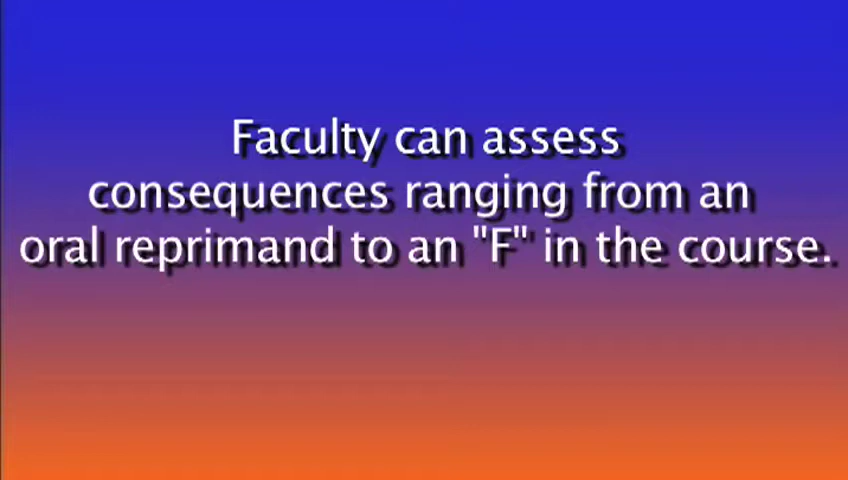 Faculty can assess
consequences ranging from an
oral reprimand to an "F" in the course.